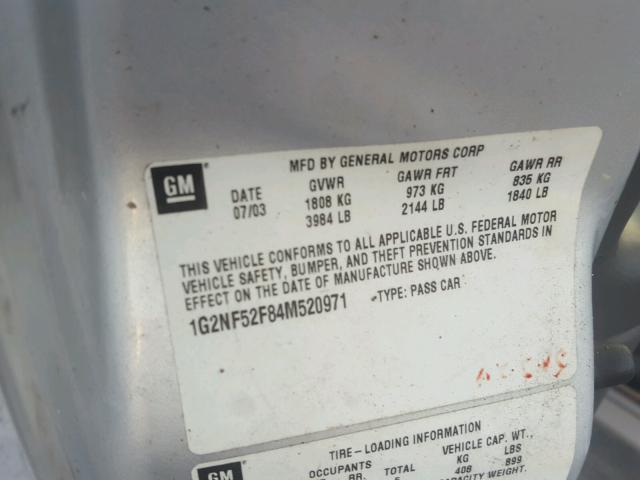 GM
MFD BY GENERAL MOTORS CORP
DATE GVWR GAWR FRT GAWR RR
07/03 1808 KG 973 KG 835 KG
3984 LB 2144 LB 1840 LB
THIS VEHICLE CONFORMS TO ALL APPLICABLE U.S. FEDERAL MOTOR
VEHICLE SAFETY, BUMPER, AND THEFT PREVENTION STANDARDS IN
EFFECT ON THE DATE OF MANUFACTURE SHOWN ABOVE.
1G2NF52F84M520971 TYPE: PASS CAR
TIRE-LOADING INFORMATION
GM OCCUPANTS VEHICLE CAP. WT.,
RR. TOTAL KG LBS
408 899
CAPACITY WEIGHT.